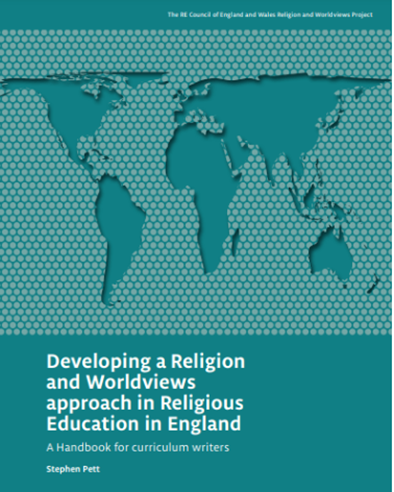 The RE Council of England and Wales Religion and Worldviews Project
Developing a Religion
and Worldviews
approach in Religious
Education in England
A Handbook for curriculum writers
Stephen Pett